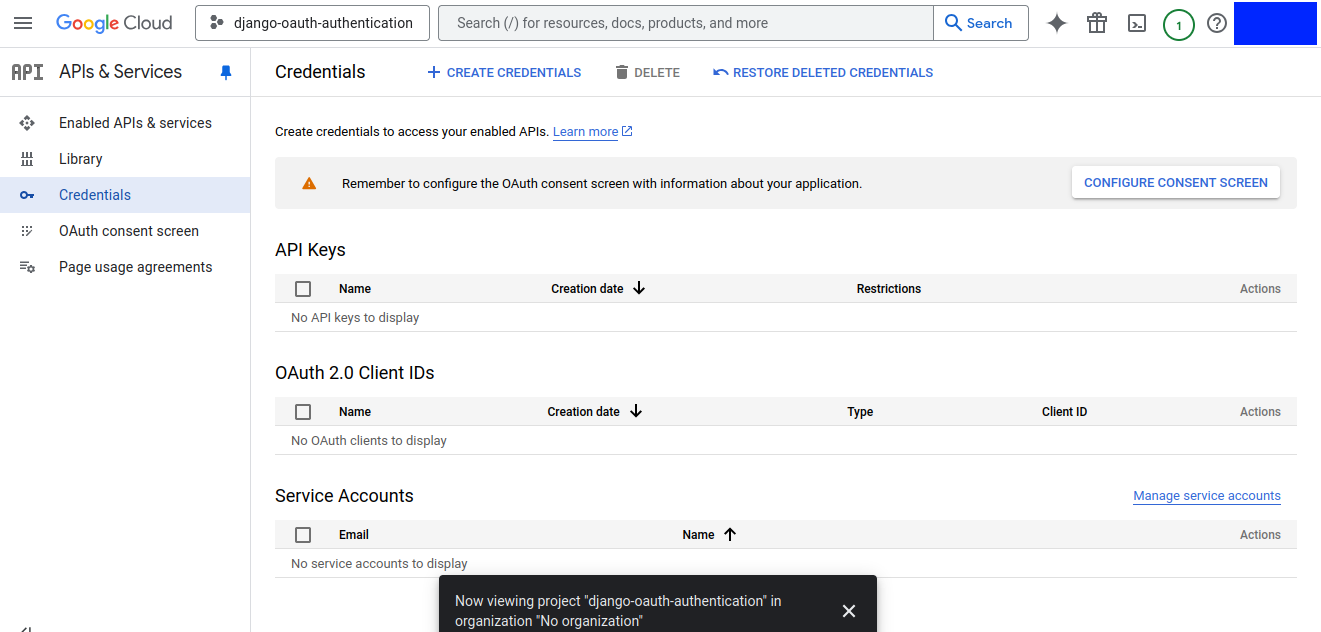 Google Cloud
django-oauth-authentication
Search (/) for resources, docs, products, and more
Search
1
API
APIs & Services
Credentials
CREATE CREDENTIALS
DELETE
RESTORE DELETED CREDENTIALS
Enabled APIs & services
Library
Credentials
OAuth consent screen
Page usage agreements
Create credentials to access your enabled APIs. Learn more
Remember to configure the OAuth consent screen with information about your application.
CONFIGURE CONSENT SCREEN
API Keys
Name Creation date Restrictions Actions
No API keys to display
OAuth 2.0 Client IDs
Name Creation date Type Client ID Actions
No OAuth clients to display
Service Accounts
Manage service accounts
Email Name Actions
No service accounts to display
Now viewing project "django-oauth-authentication" in
organization "No organization"